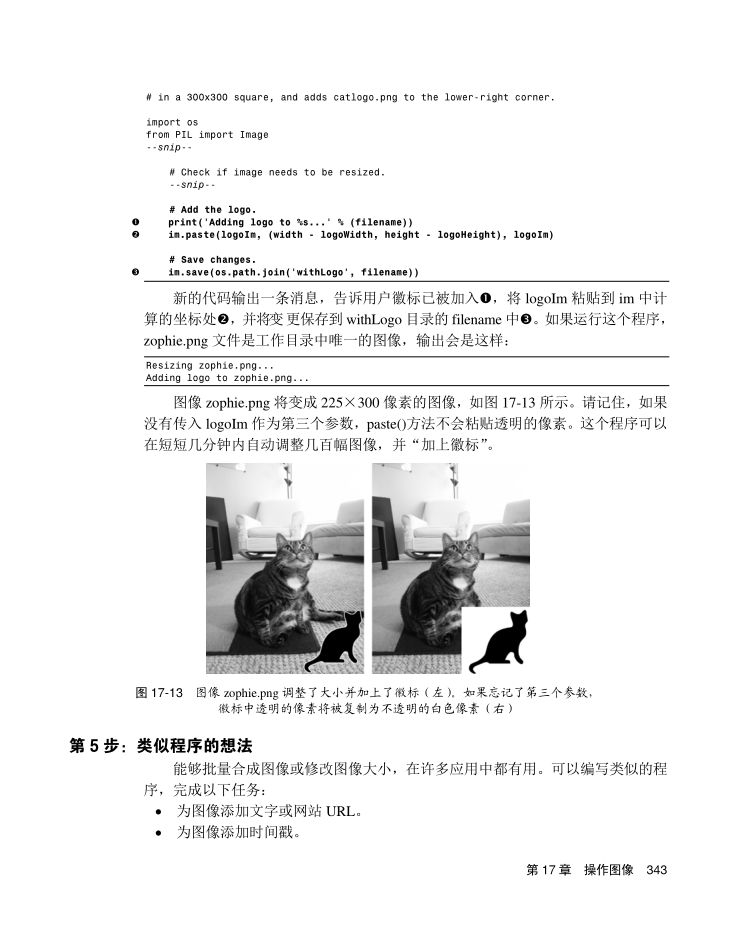 # in a 300x300 square, and adds catlogo.png to the lower-right corner.
import os
from PIL import Image
--snip--
# Check if image needs to be resized.
--snip--
# Add the logo.
❶ print('Adding logo to %s...' % (filename))
❷ im.paste(logoIm, (width - logoWidth, height - logoHeight), logoIm)
# Save changes.
❸ im.save(os.path.join('withLogo', filename))
新的代码输出一条消息，告诉用户徽标已被加入❶，将 logoIm 粘贴到 im 中计
算的坐标处❷，并将变更保存到 withLogo 目录的 filename 中❸。如果运行这个程序，
zophie.png 文件是工作目录中唯一的图像，输出会是这样：
Resizing zophie.png...
Adding logo to zophie.png...
图像 zophie.png 将变成 225×300 像素的图像，如图 17-13 所示。请记住，如果
没有传入 logoIm 作为第三个参数，paste()方法不会粘贴透明的像素。这个程序可以
在短短几分钟内自动调整几百幅图像，并“加上徽标”。
图 17-13 图像 zophie.png 调整了大小并加上了徽标（左）。如果忘记了第三个参数，
徽标中透明的像素将被复制为不透明的白色像素（右）
第 5 步：类似程序的想法
能够批量合成图像或修改图像大小，在许多应用中都有用。可以编写类似的程
序，完成以下任务：
• 为图像添加文字或网站 URL。
• 为图像添加时间戳。
第 17 章 操作图像 343